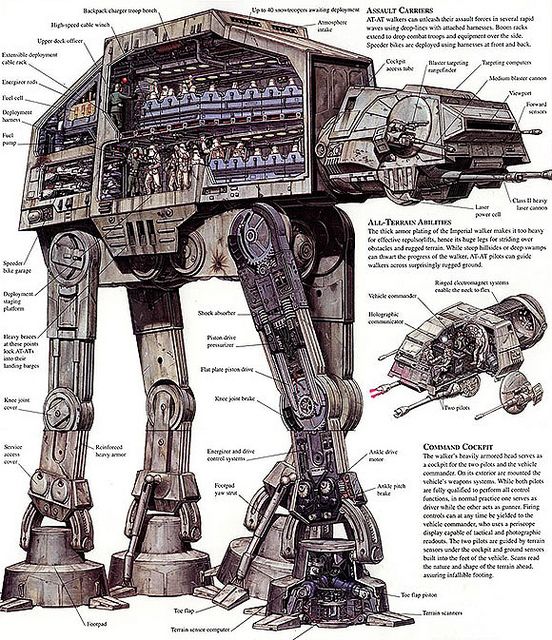 Backpack charger troop bench
High-speed cable winch
Upper deck officer
Extensible deployment
cable rack
Energizer rods
Fuel cell
Deployment
harness
Fuel
pump
Speeder
bike garage
Deployment
staging
platform
Heavy braces
at these points
lock AT-ATs
into their
landing barges
Knee joint
cover
Service
access
cover
Reinforced
heavy armor
Footpad
Up to 40 snowtroopers awaiting deployment
Atmosphere
intake
ASSAULT CARRIERS
AT-AT walkers can unleash their assault forces in several rapid
waves using drop-lines with attached harnesses. Boom racks
extend to drop combat troops and equipment over the side.
Speeder bikes are deployed using harnesses at front and back.
Cockpit
access tube
Blaster targeting
rangefinder
Targeting computers
Medium blaster cannon
Viewport
Forward
sensors
Class II heavy
laser cannon
Laser
power cell
ALL-TERRAIN ABILITIES
The thick armor plating of the Imperial walker makes it too heavy
for effective repulsorlifts, hence its huge legs for striding over
obstacles and rugged terrain. While steep hillsides or deep swamps
can thwart the progress of the walker, AT-AT pilots can guide
walkers across surprisingly rugged ground.
Ringed electromagnet systems
enable the neck to flex
Vehicle commander
Holographic
communicator
Two pilots
Shock absorber
Piston drive
pressurizer
Flat plate piston drive
Knee joint brake
Energizer and drive
control systems
Footpad
yaw strut
Ankle drive
motor
Ankle pitch
brake
COMMAND COCKPIT
The walker's heavily armored head serves as
a cockpit for the two pilots and the vehicle
commander. On its exterior are mounted the
vehicle's weapons systems. While both pilots
are fully qualified to perform all control
functions, in normal practice one serves as
driver while the other acts as gunner. Firing
controls can at any time be yielded to the
vehicle commander, who uses a periscope
display capable of tactical and photographic
readouts. The two pilots are guided by terrain
sensors under the cockpit and ground sensors
built into the feet of the vehicle. Scans read
the nature and shape of the terrain ahead,
assuring infallible footing.
Toe flap piston
Terrain scanners
Toe flap
Terrain sensor computer